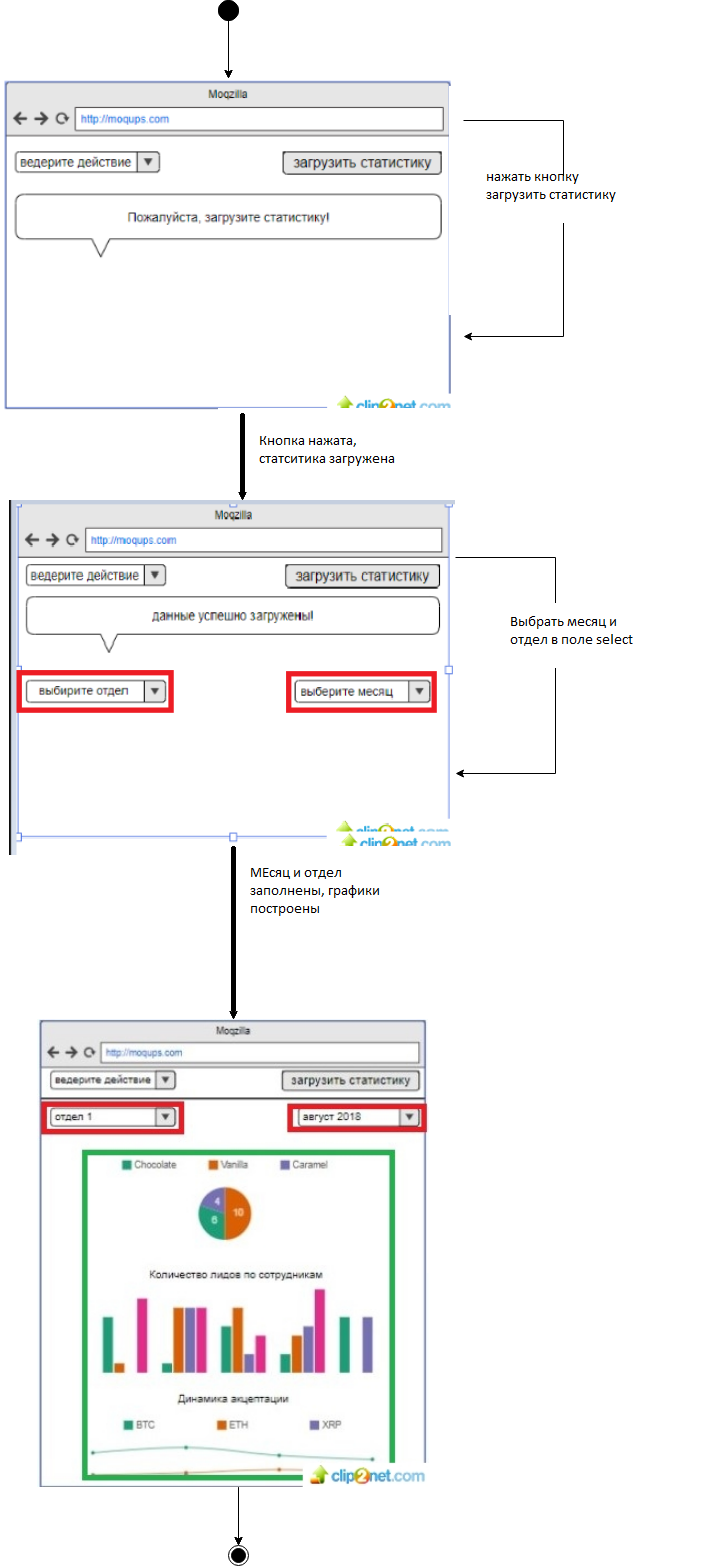 Moqzilla
http://moqups.com
ведерите действие
загрузить статистику
Пожалуйста, загрузите статистику!
нажать кнопку
загрузить статистику
clip2net.com
Кнопка нажата,
статситика загружена
Moqzilla
http://moqups.com
ведерите действие
загрузить статистику
данные успешно загружены!
Выбрать месяц и
отдел в поле select
выбирите отдел
выберите месяц
clip2net.com
clip2net.com
МЕсяц и отдел
заполнены, графики
построены
Moqzilla
http://moqups.com
ведерите действие
загрузить статистику
отдел 1
август 2018
Chocolate Vanilla Caramel
4
10
6
Количество лидов по сотрудникам
Динамика акцептации
BTC ETH XRP
clip2net.com